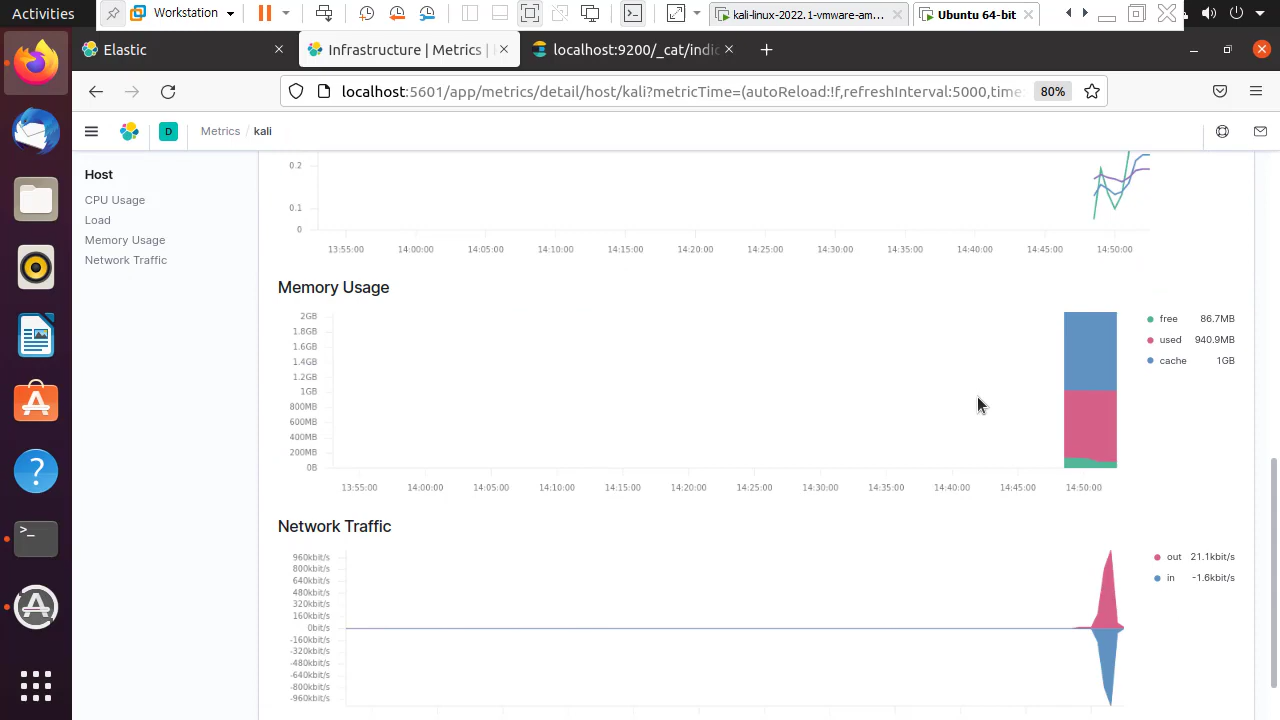 Activities
Workstation
kali-linux-2022.1-vmware-am...
Ubuntu 64-bit
Elastic
Infrastructure | Metrics |
localhost:9200/_cat/indic
localhost:5601/app/metrics/detail/host/kali?metricTime=(autoReload:!f,refreshInterval:5000,time:
80%
D
Metrics / kali
Host
CPU Usage
Load
Memory Usage
Network Traffic
0.2
0.1
0
13:55:00 14:00:00 14:05:00 14:10:00 14:15:00 14:20:00 14:25:00 14:30:00 14:35:00 14:40:00 14:45:00 14:50:00
Memory Usage
2GB
1.8GB
1.6GB
1.4GB
1.2GB
1GB
800MB
600MB
400MB
200MB
0B
free 86.7MB
used 940.9MB
cache 1GB
13:55:00 14:00:00 14:05:00 14:10:00 14:15:00 14:20:00 14:25:00 14:30:00 14:35:00 14:40:00 14:45:00 14:50:00
Network Traffic
960kbit/s
800kbit/s
640kbit/s
480kbit/s
320kbit/s
160kbit/s
0bit/s
-160kbit/s
-320kbit/s
-480kbit/s
-640kbit/s
-800kbit/s
-960kbit/s
out 21.1kbit/s
in -1.6kbit/s